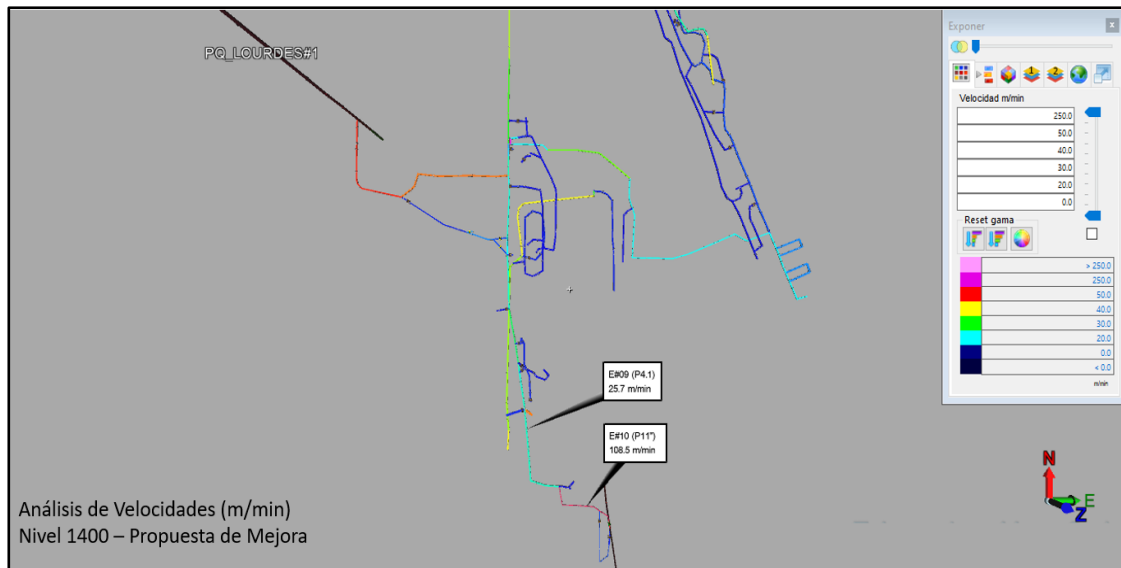 PQ_LOURDES#1
E#09 (P4.1)
25.7 m/min
E#10 (P11")
108.5 m/min
Análisis de Velocidades (m/min)
Nivel 1400 – Propuesta de Mejora
Exponer
x
1
2
Velocidad m/min
250.0
50.0
40.0
30.0
20.0
0.0
Reset gama
> 250.0
250.0
50.0
40.0
30.0
20.0
0.0
< 0.0
m/min
N
E
Z